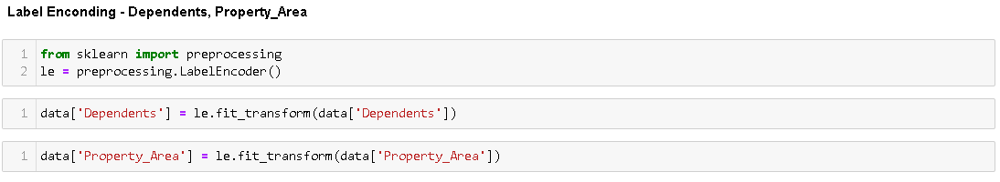 Label Enconding - Dependents, Property_Area
1 from sklearn import preprocessing
2 le = preprocessing.LabelEncoder()
1 data['Dependents'] = le.fit_transform(data['Dependents'])
1 data['Property_Area'] = le.fit_transform(data['Property_Area'])